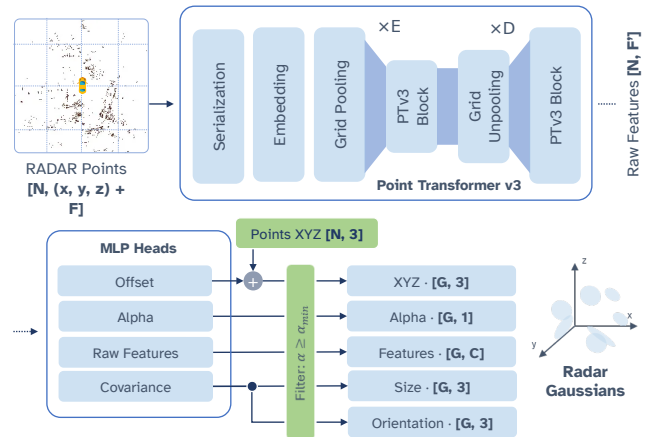 ×E
×D
Serialization
Embedding
Grid Pooling
PTv3
Block
Grid
Unpooling
PTv3 Block
Raw Features [N, F']
Point Transformer v3
RADAR Points
[N, (x, y, z) +
F]
MLP Heads
Points XYZ [N, 3]
Offset
+
Alpha
Raw Features
Covariance
Filter: α ≥ αmin
XYZ · [G, 3]
Alpha · [G, 1]
Features · [G, C]
Size · [G, 3]
Orientation · [G, 3]
z
x
y
Radar
Gaussians